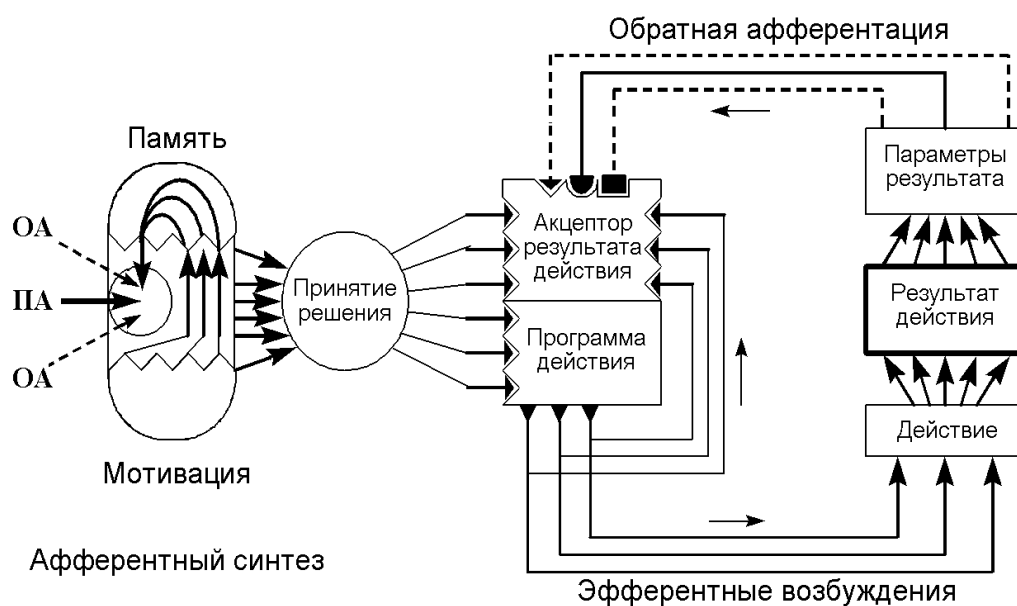 Обратная афферентация
Память
Параметры
результата
ОА
Акцептор
результата
действия
ПА
Принятие
решения
Результат
действия
Программа
действия
ОА
Действие
Мотивация
Афферентный синтез
Эфферентные возбуждения